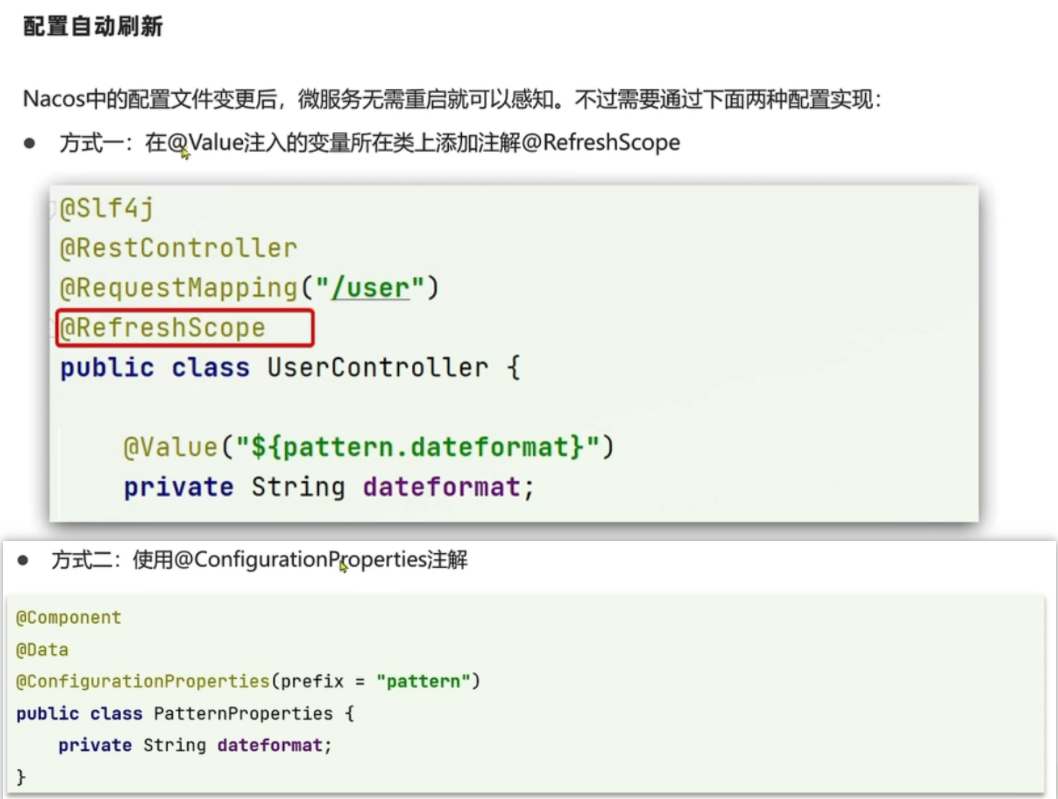 配置自动刷新
Nacos中的配置文件变更后，微服务无需重启就可以感知。不过需要通过下面两种配置实现：
● 方式一：在@Value注入的变量所在类上添加注解@RefreshScope
@Slf4j
@RestController
@RequestMapping("/user")
@RefreshScope
public class UserController {
@Value("${pattern.dateformat}")
private String dateformat;
● 方式二：使用@ConfigurationProperties注解
@Component
@Data
@ConfigurationProperties(prefix = "pattern")
public class PatternProperties {
private String dateformat;
}